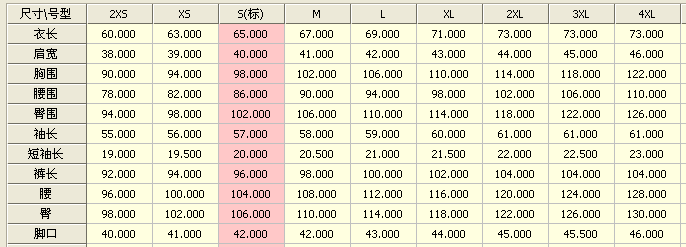 尺寸\号型 2XS XS S(标) M L XL 2XL 3XL 4XL
衣长 60.000 63.000 65.000 67.000 69.000 71.000 73.000 73.000 73.000
肩宽 38.000 39.000 40.000 41.000 42.000 43.000 44.000 45.000 46.000
胸围 90.000 94.000 98.000 102.000 106.000 110.000 114.000 118.000 122.000
腰围 78.000 82.000 86.000 90.000 94.000 98.000 102.000 106.000 110.000
臀围 94.000 98.000 102.000 106.000 110.000 114.000 118.000 122.000 126.000
袖长 55.000 56.000 57.000 58.000 59.000 60.000 61.000 61.000 61.000
短袖长 19.000 19.500 20.000 20.500 21.000 21.500 22.000 22.500 23.000
裤长 92.000 94.000 96.000 98.000 100.000 102.000 104.000 104.000 104.000
腰 96.000 100.000 104.000 108.000 112.000 116.000 120.000 124.000 128.000
臀 98.000 102.000 106.000 110.000 114.000 118.000 122.000 126.000 130.000
脚口 40.000 41.000 42.000 42.000 43.000 44.000 45.000 45.500 46.000